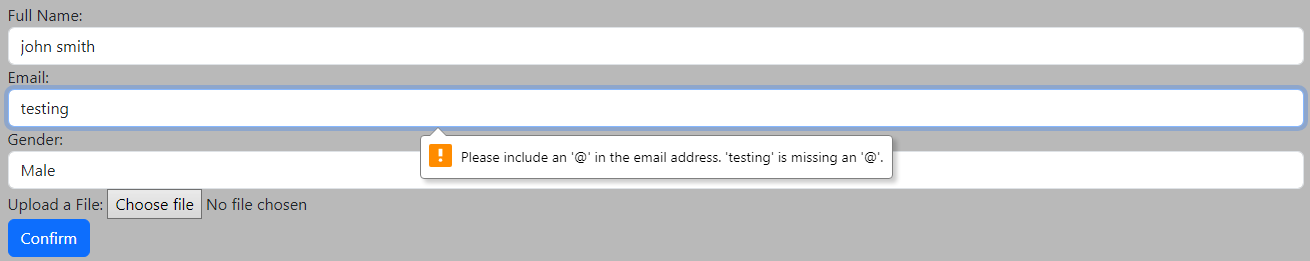 Full Name:
john smith
Email:
testing
Please include an '@' in the email address. 'testing' is missing an '@'.
Gender:
Male
Upload a File: Choose file No file chosen
Confirm